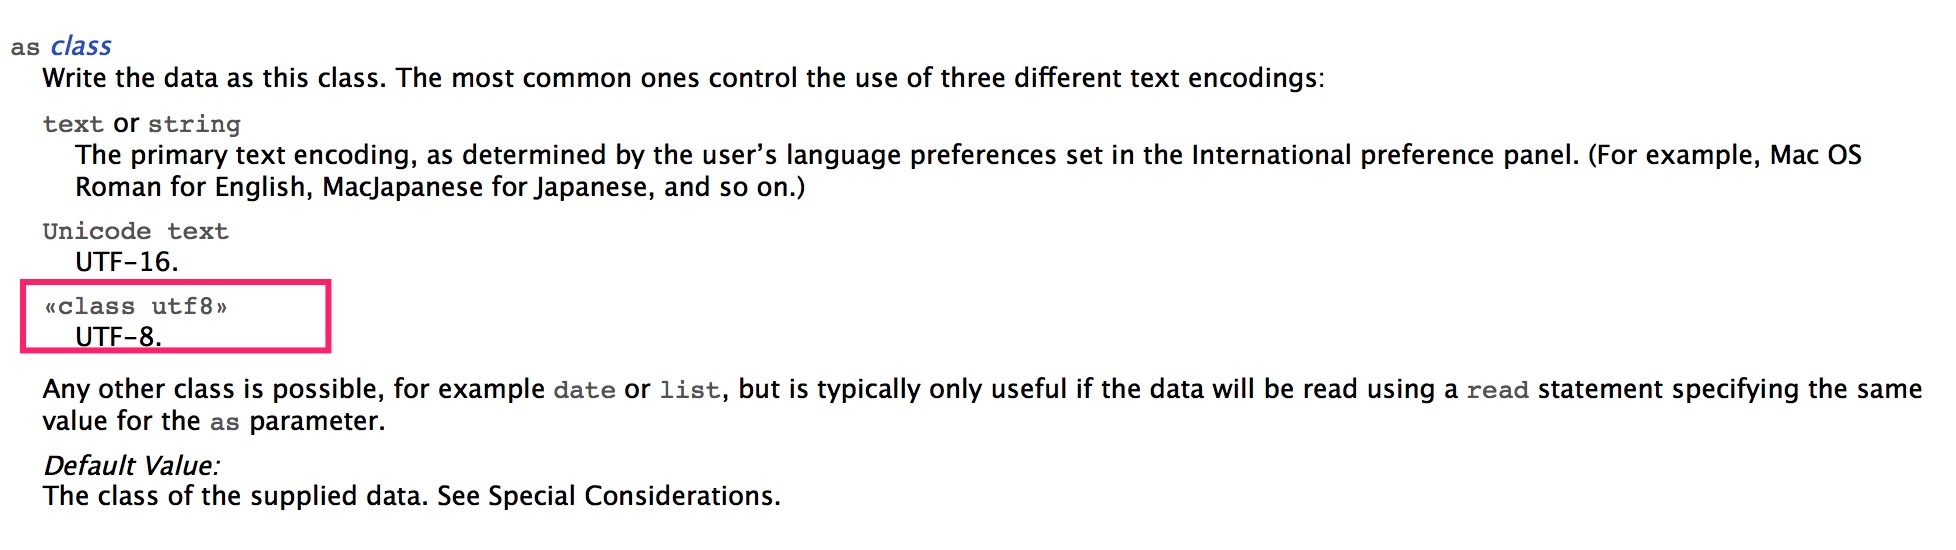 as class
Write the data as this class. The most common ones control the use of three different text encodings:
text or string
The primary text encoding, as determined by the user’s language preferences set in the International preference panel. (For example, Mac OS
Roman for English, MacJapanese for Japanese, and so on.)
Unicode text
UTF-16.
«class utf8»
UTF-8.
Any other class is possible, for example date or list, but is typically only useful if the data will be read using a read statement specifying the same
value for the as parameter.
Default Value:
The class of the supplied data. See Special Considerations.